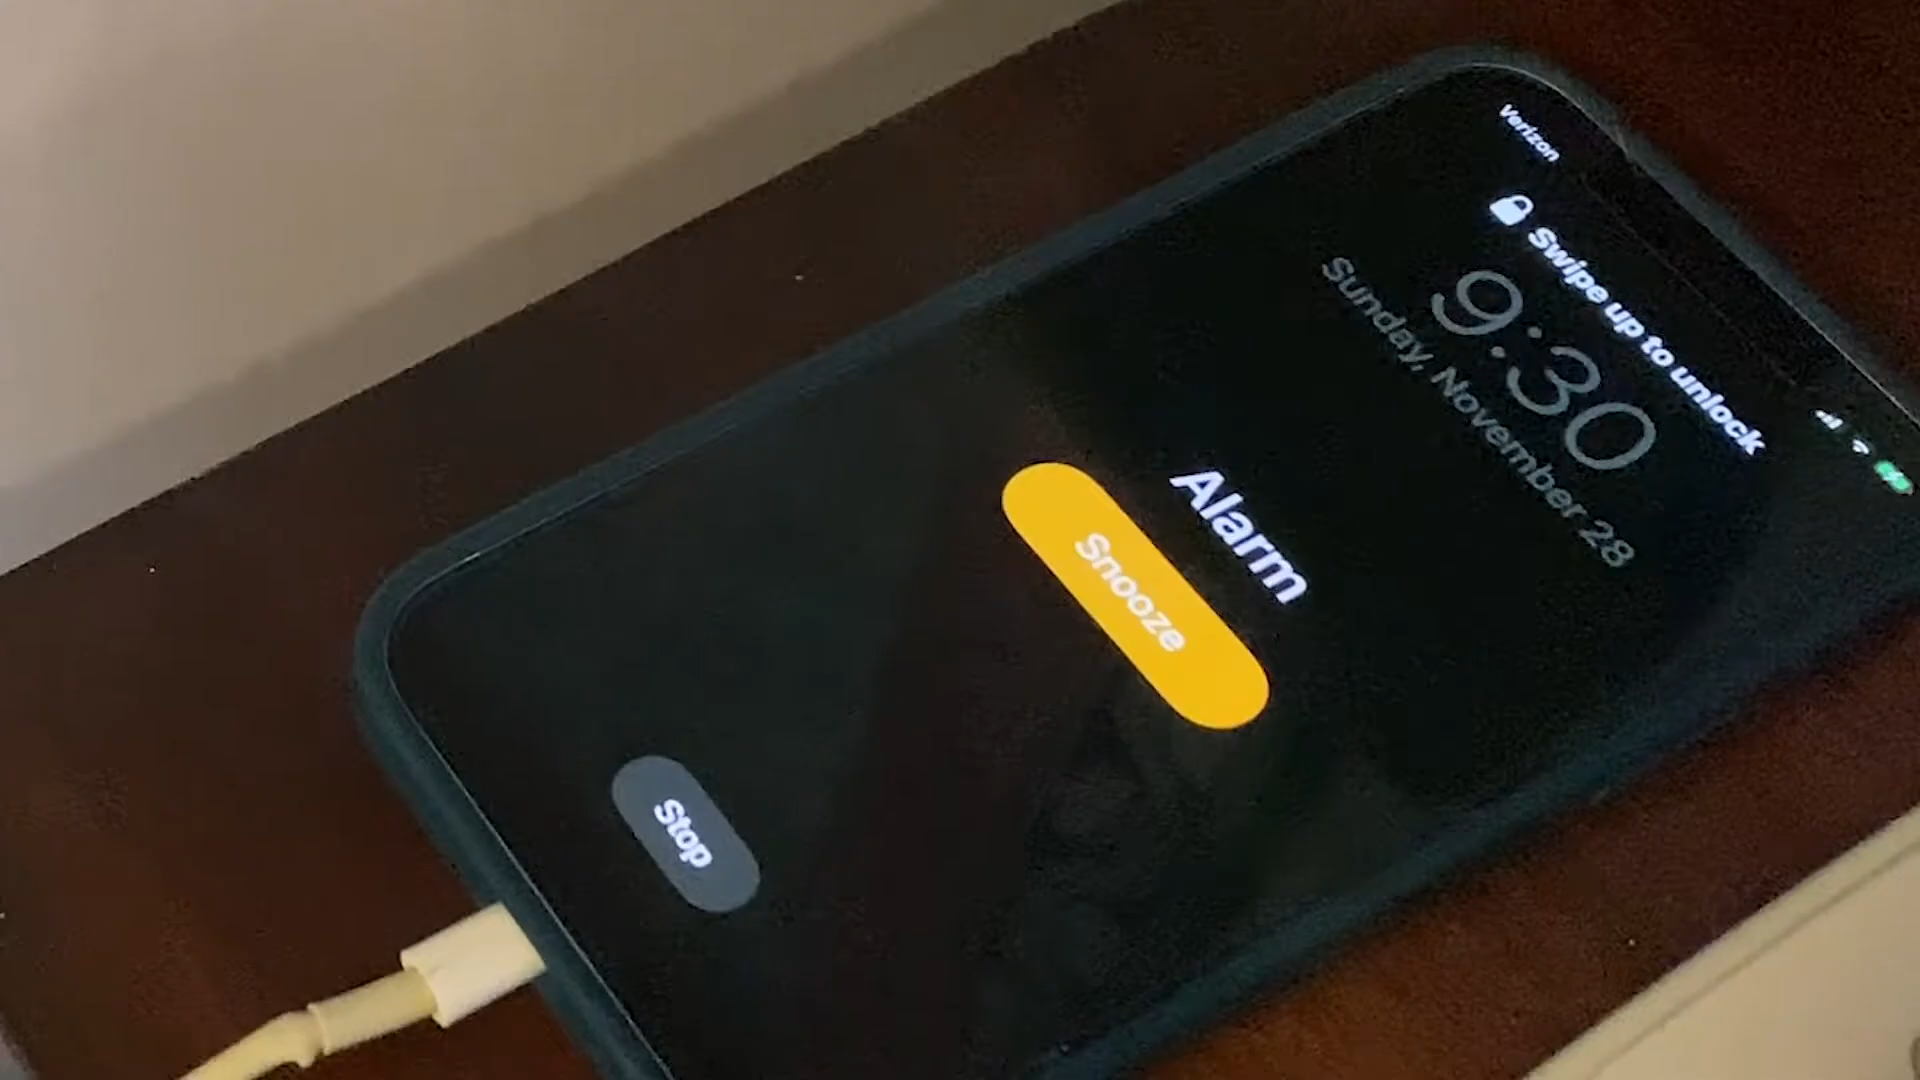 Verizon
Swipe up to unlock
9:30
Sunday, November 28
Alarm
Snooze
Stop